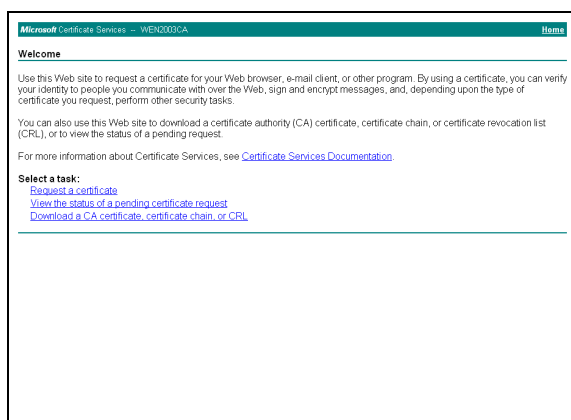 Microsoft Certificate Services -- WEN2003CA Home
Welcome
Use this Web site to request a certificate for your Web browser, e-mail client, or other program. By using a certificate, you can verify
your identity to people you communicate with over the Web, sign and encrypt messages, and, depending upon the type of
certificate you request, perform other security tasks.
You can also use this Web site to download a certificate authority (CA) certificate, certificate chain, or certificate revocation list
(CRL), or to view the status of a pending request.
For more information about Certificate Services, see Certificate Services Documentation.
Select a task:
Request a certificate
View the status of a pending certificate request
Download a CA certificate, certificate chain, or CRL